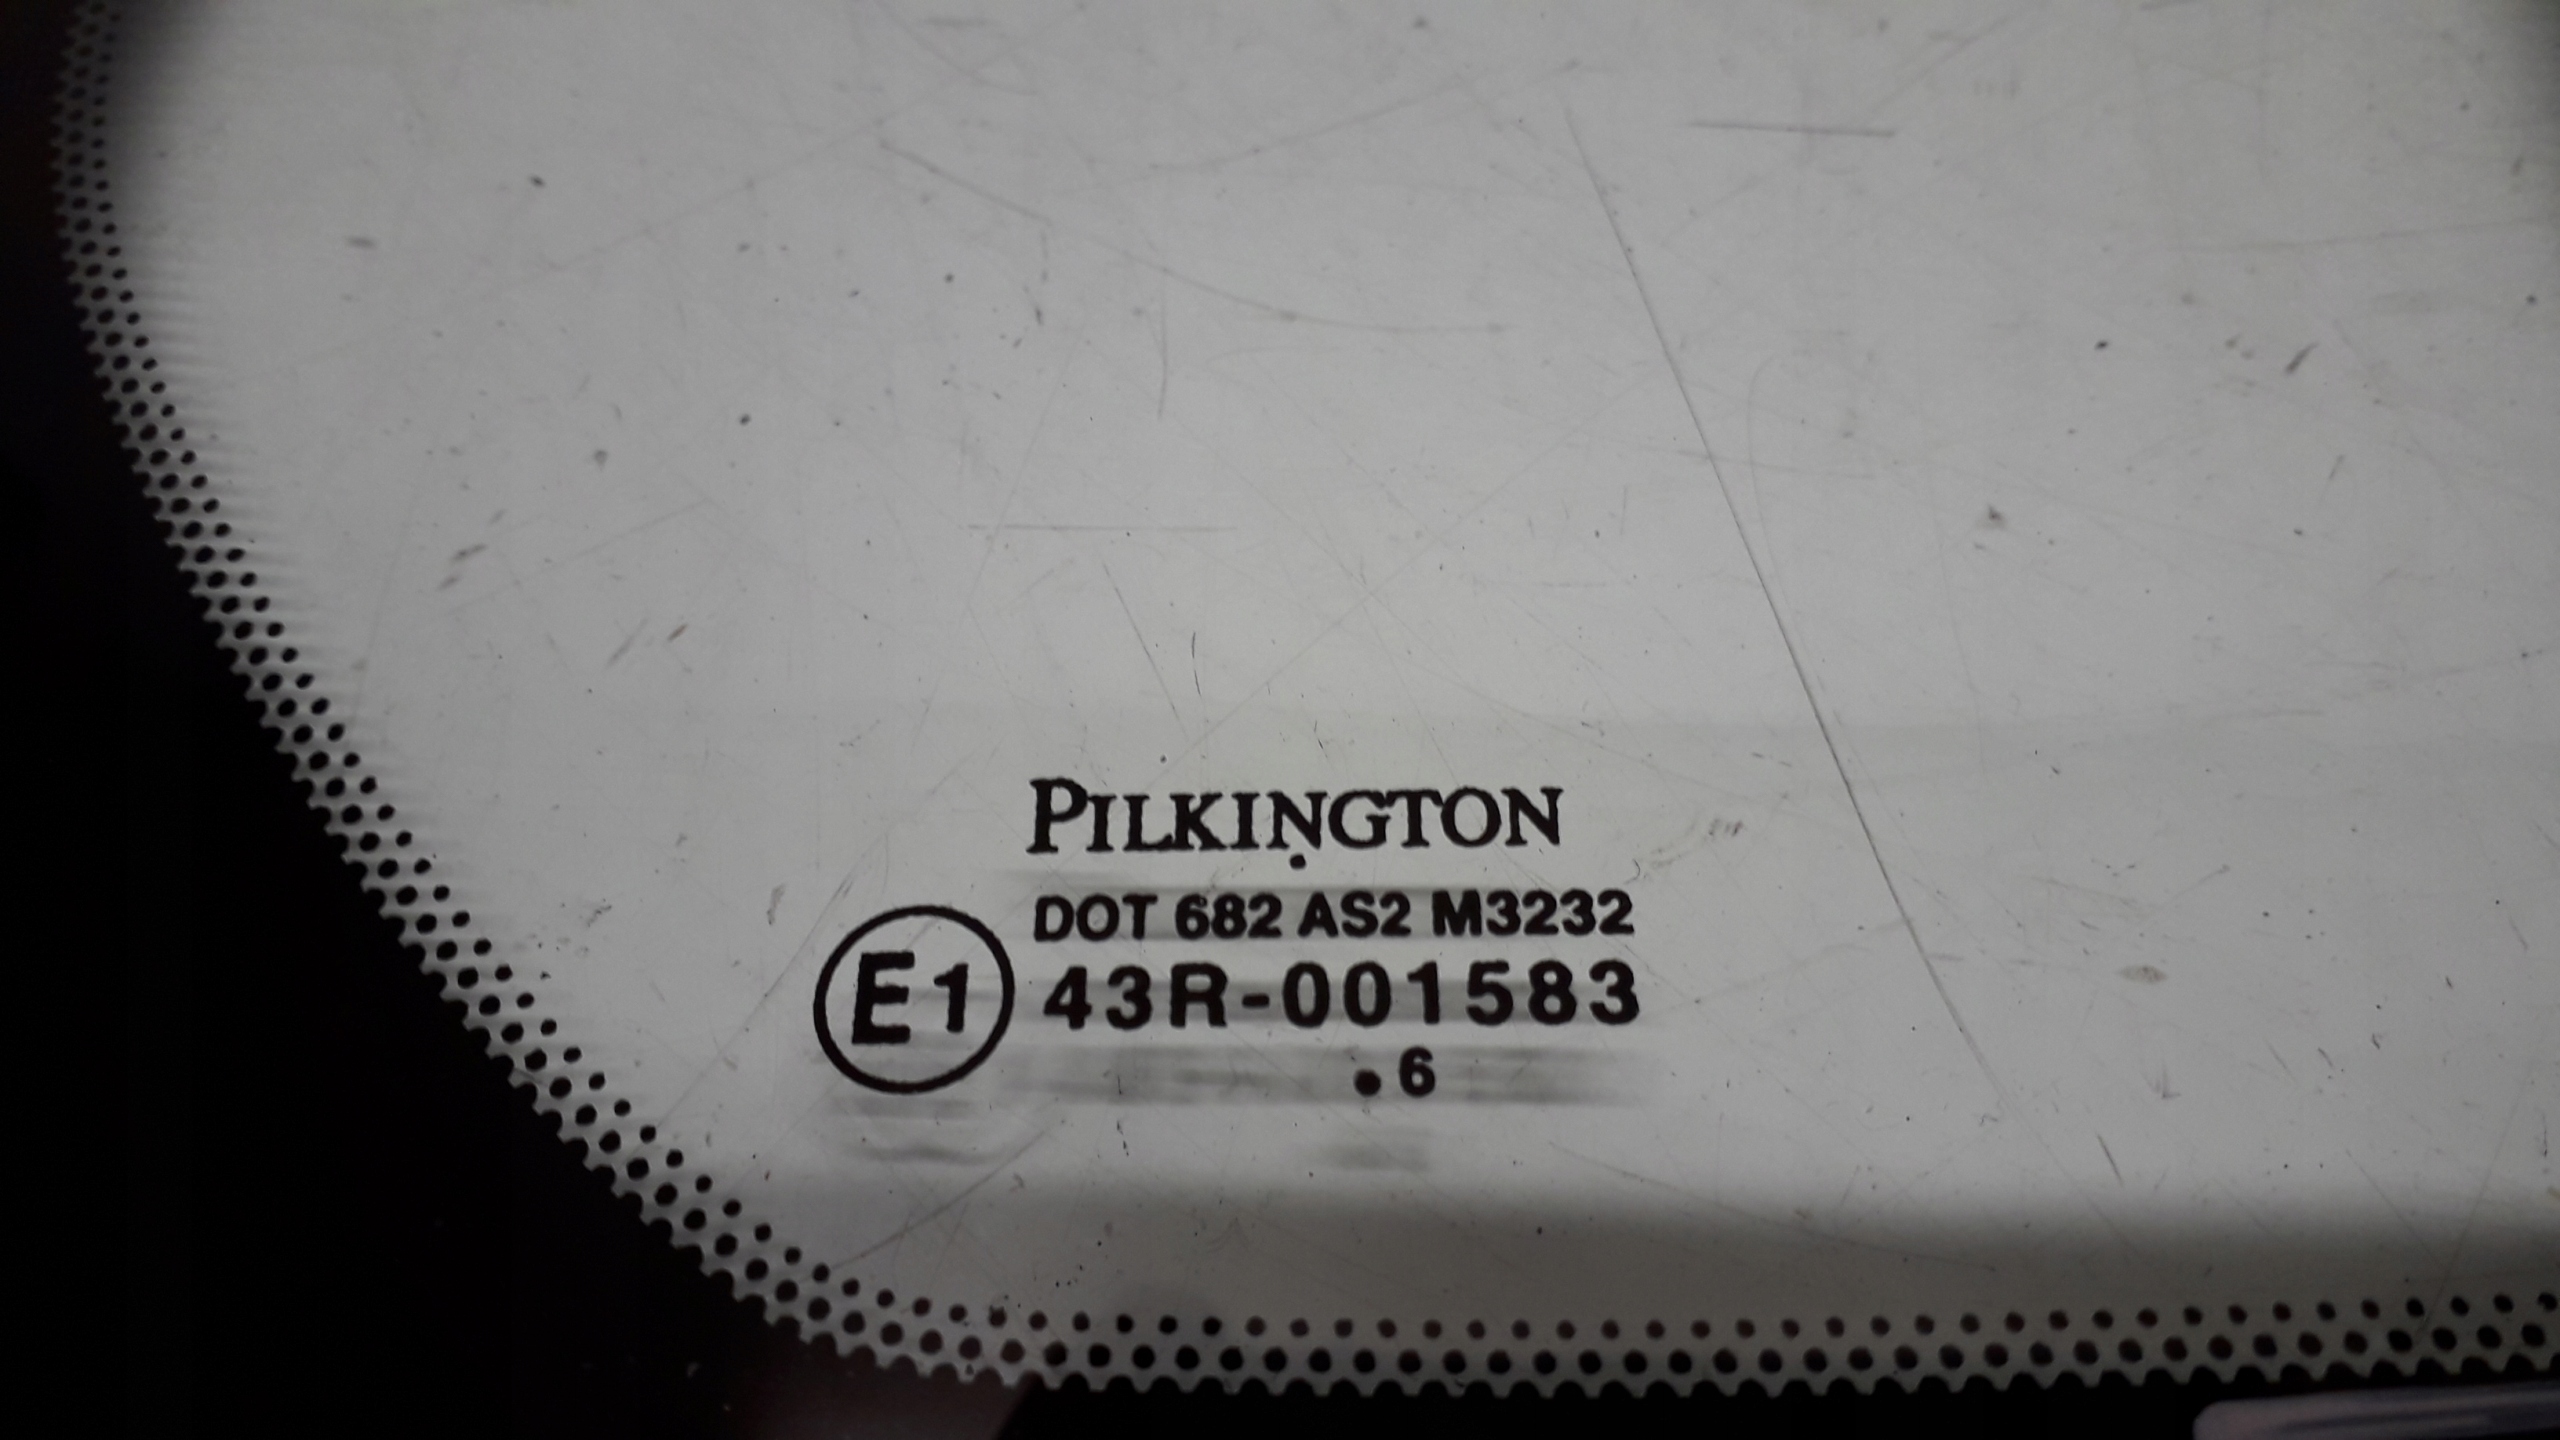 PILKINGTON
DOT 682 AS2 M3232
E1 43R-001583
.6